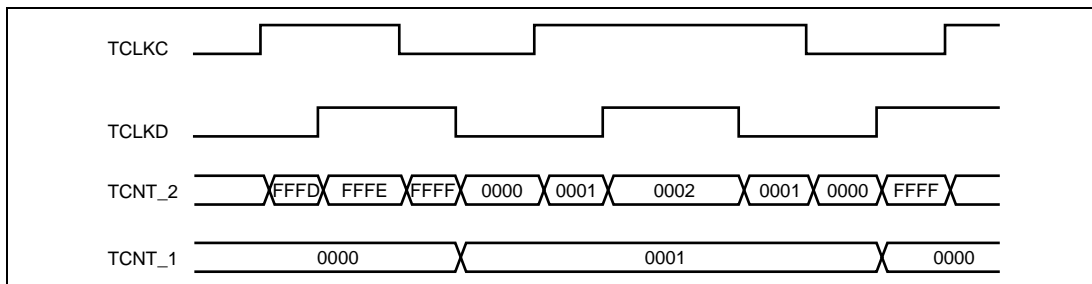 TCLKC
TCLKD
TCNT_2 FFFD FFFE FFFF 0000 0001 0002 0001 0000 FFFF
TCNT_1 0000 0001 0000